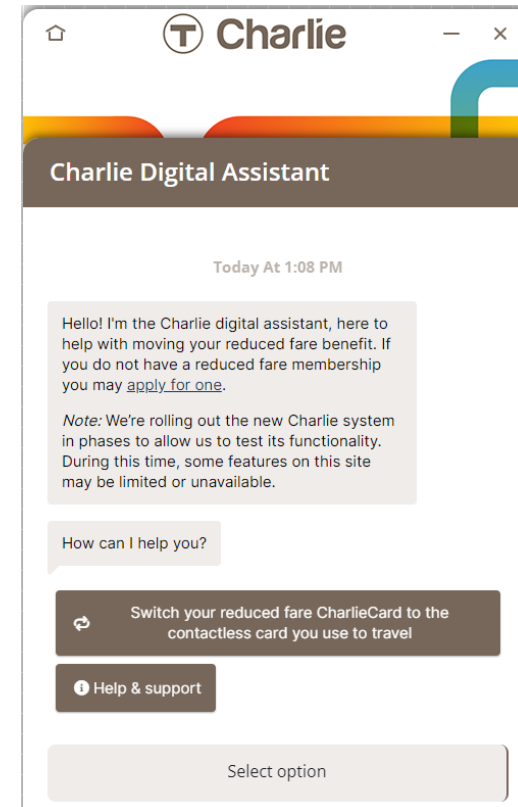 T Charlie
Charlie Digital Assistant
Today At 1:08 PM
Hello! I'm the Charlie digital assistant, here to
help with moving your reduced fare benefit. If
you do not have a reduced fare membership
you may apply for one.
Note: We're rolling out the new Charlie system
in phases to allow us to test its functionality.
During this time, some features on this site
may be limited or unavailable.
How can I help you?
Switch your reduced fare CharlieCard to the
contactless card you use to travel
Help & support
Select option